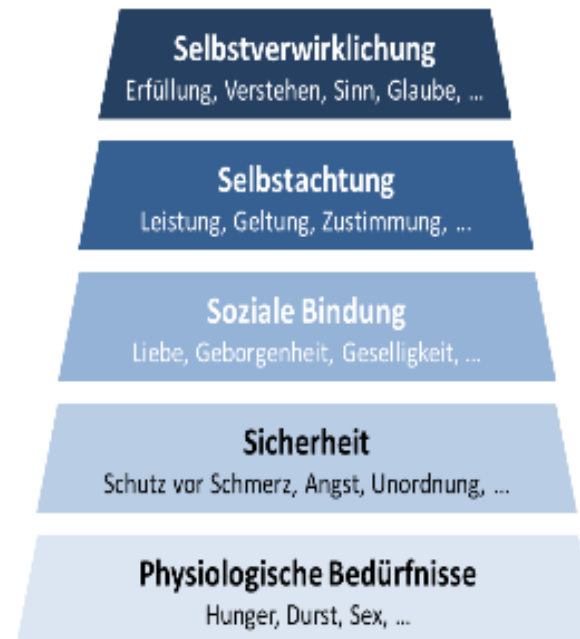 Selbstverwirklichung
Erfüllung, Verstehen, Sinn, Glaube, ...
Selbstachtung
Leistung, Geltung, Zustimmung, ...
Soziale Bindung
Liebe, Geborgenheit, Geselligkeit, ...
Sicherheit
Schutz vor Schmerz, Angst, Unordnung, ...
Physiologische Bedürfnisse
Hunger, Durst, Sex, ...